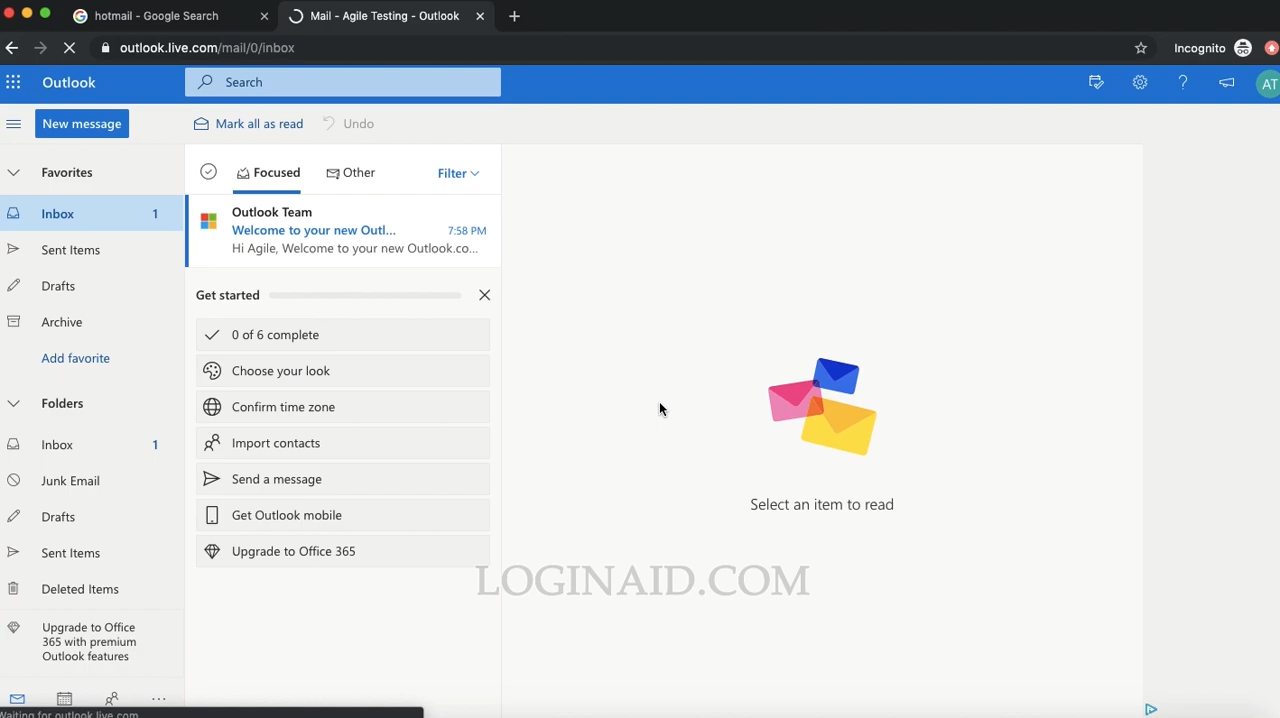 hotmail - Google Search
Mail - Agile Testing - Outlook
outlook.live.com/mail/0/inbox
Incognito
Outlook
Search
AT
New message
Mark all as read
Undo
Favorites
Inbox 1
Sent Items
Drafts
Archive
Add favorite
Folders
Inbox 1
Junk Email
Drafts
Sent Items
Deleted Items
Upgrade to Office
365 with premium
Outlook features
Focused
Other
Filter
Outlook Team
Welcome to your new Outl... 7:58 PM
Hi Agile, Welcome to your new Outlook.co...
Get started
0 of 6 complete
Choose your look
Confirm time zone
Import contacts
Send a message
Get Outlook mobile
Upgrade to Office 365
Select an item to read
LOGINAID.COM
Waiting for outlook.live.com